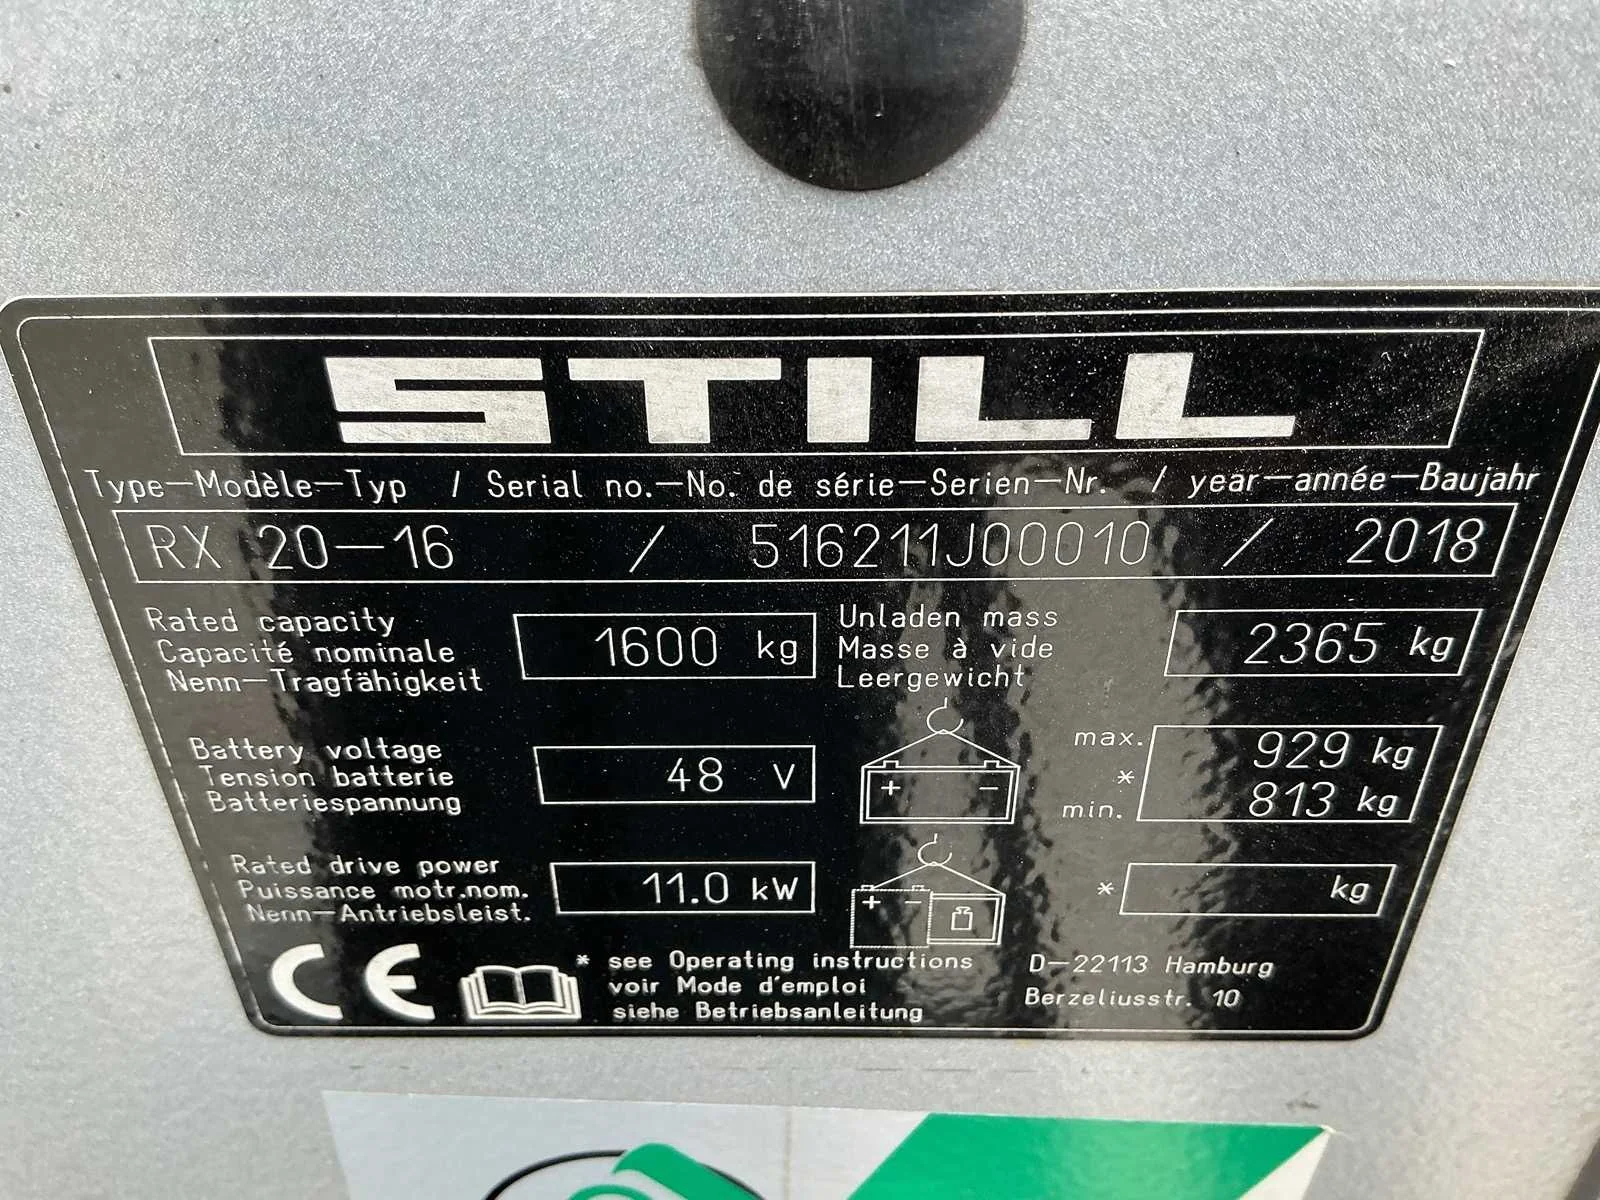 STILL
Type-Modèle-Typ / Serial no.-No. de série-Serien-Nr. / year-année-Baujahr
RX 20-16 / 516211J00010 / 2018
Rated capacity
Capacité nominale
Nenn-Tragfähigkeit
1600 kg
Unladen mass
Masse à vide
Leergewicht
2365 kg
Battery voltage
Tension batterie
Batteriespannung
48 V
+ -
max. 929 kg
*
min. 813 kg
Rated drive power
Puissance motr.nom.
Nenn-Antriebsleist.
11.0 kW
+ -
* kg
CE
* see Operating instructions
voir Mode d'emploi
siehe Betriebsanleitung
D-22113 Hamburg
Berzeliusstr. 10